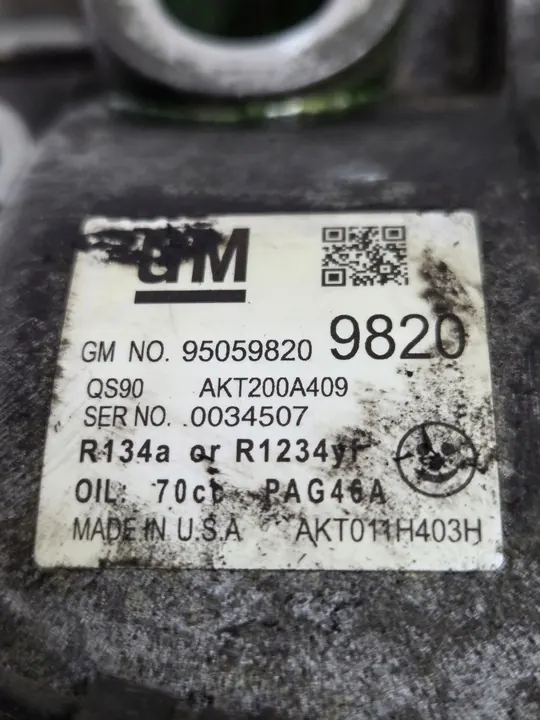 GM
GM NO. 95059820 9820
QS90 AKT200A409
SER NO. .0034507
R134a or R1234yf
OIL: 70cc PAG46A
MADE IN U.S.A AKT011H403H